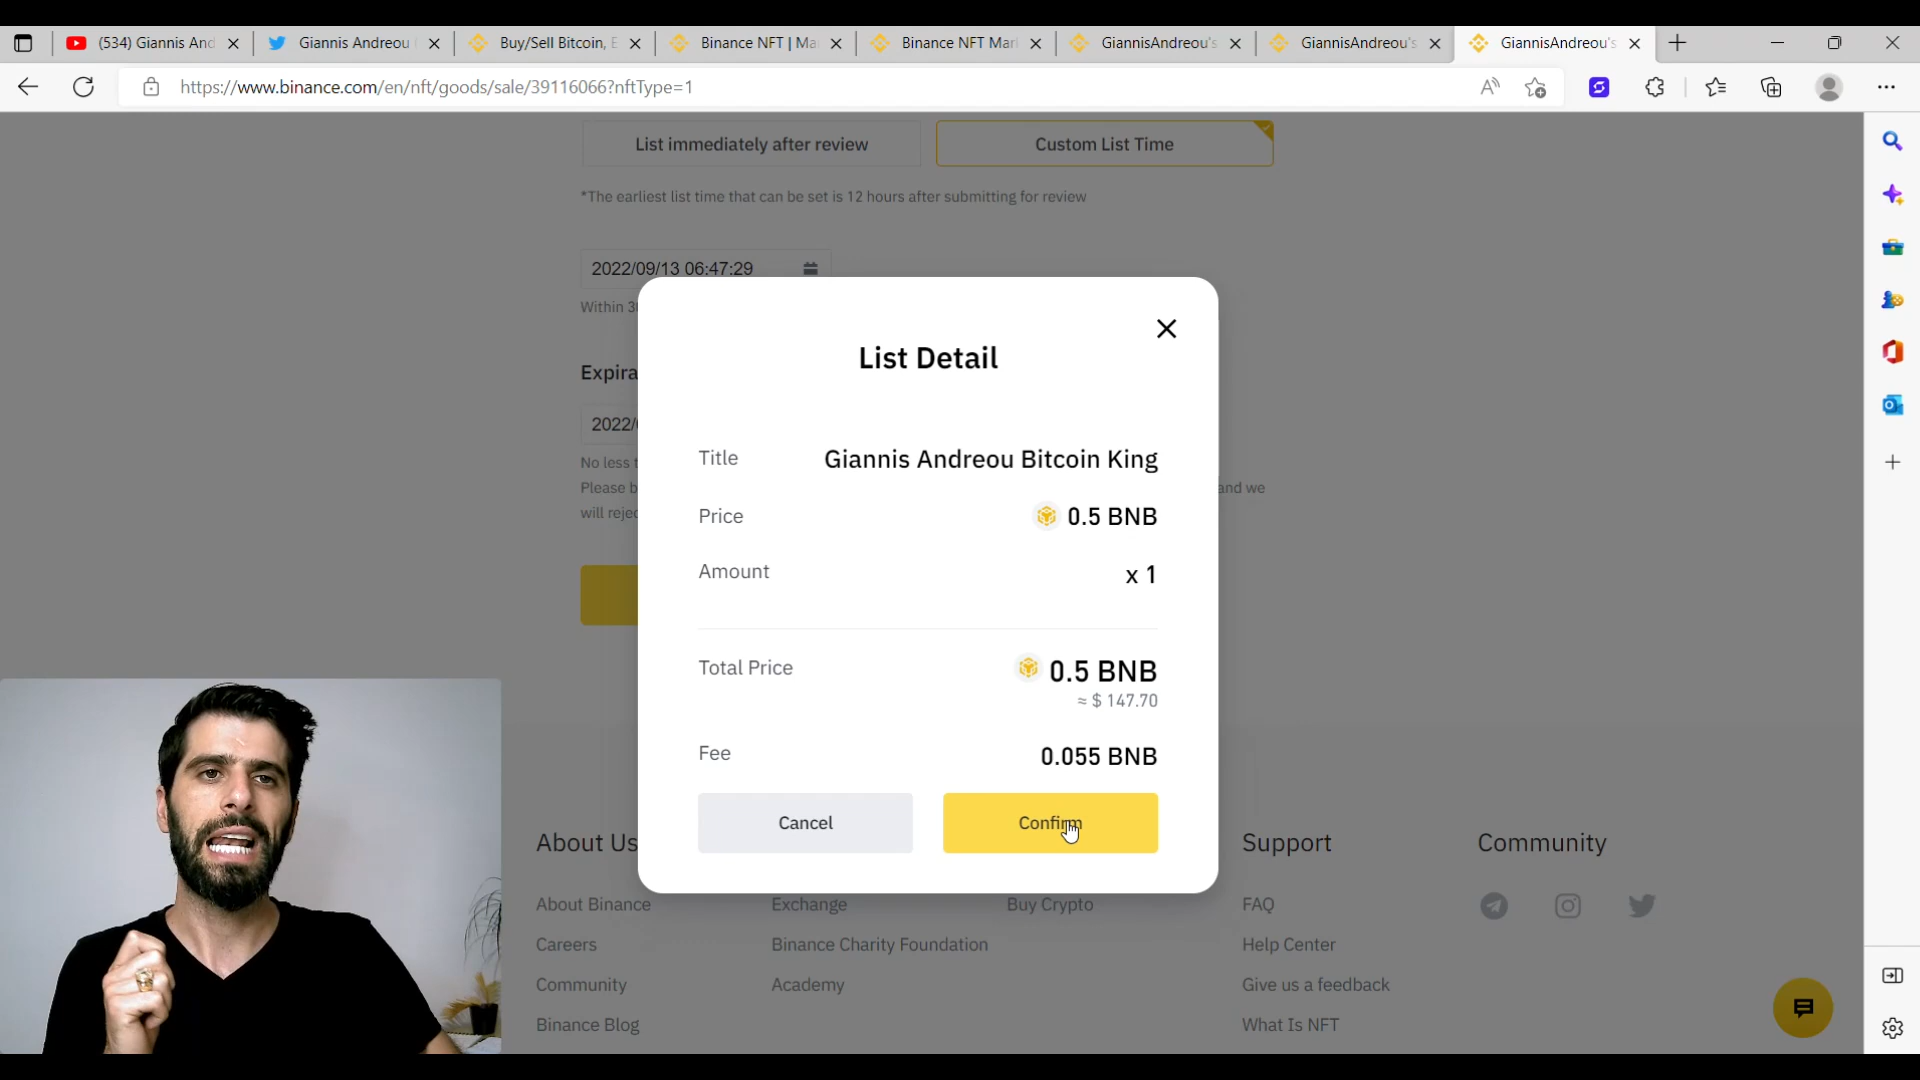 (534) Giannis And
Giannis Andreou
Buy/Sell Bitcoin, E
Binance NFT | Ma
Binance NFT Mar
GiannisAndreou's
GiannisAndreou's
GiannisAndreou's
https://www.binance.com/en/nft/goods/sale/39116066?nftType=1
List immediately after review
Custom List Time
*The earliest list time that can be set is 12 hours after submitting for review
2022/09/13 06:47:29
Within
Expira
2022/
No less
Please b
and we
will rejec
List Detail
Title Giannis Andreou Bitcoin King
Price 0.5 BNB
Amount x 1
Total Price 0.5 BNB
≈ $ 147.70
Fee 0.055 BNB
Cancel Confirm
About Us
Support
Community
About Binance
Exchange
Buy Crypto
FAQ
Careers
Binance Charity Foundation
Help Center
Community
Academy
Give us a feedback
Binance Blog
What Is NFT